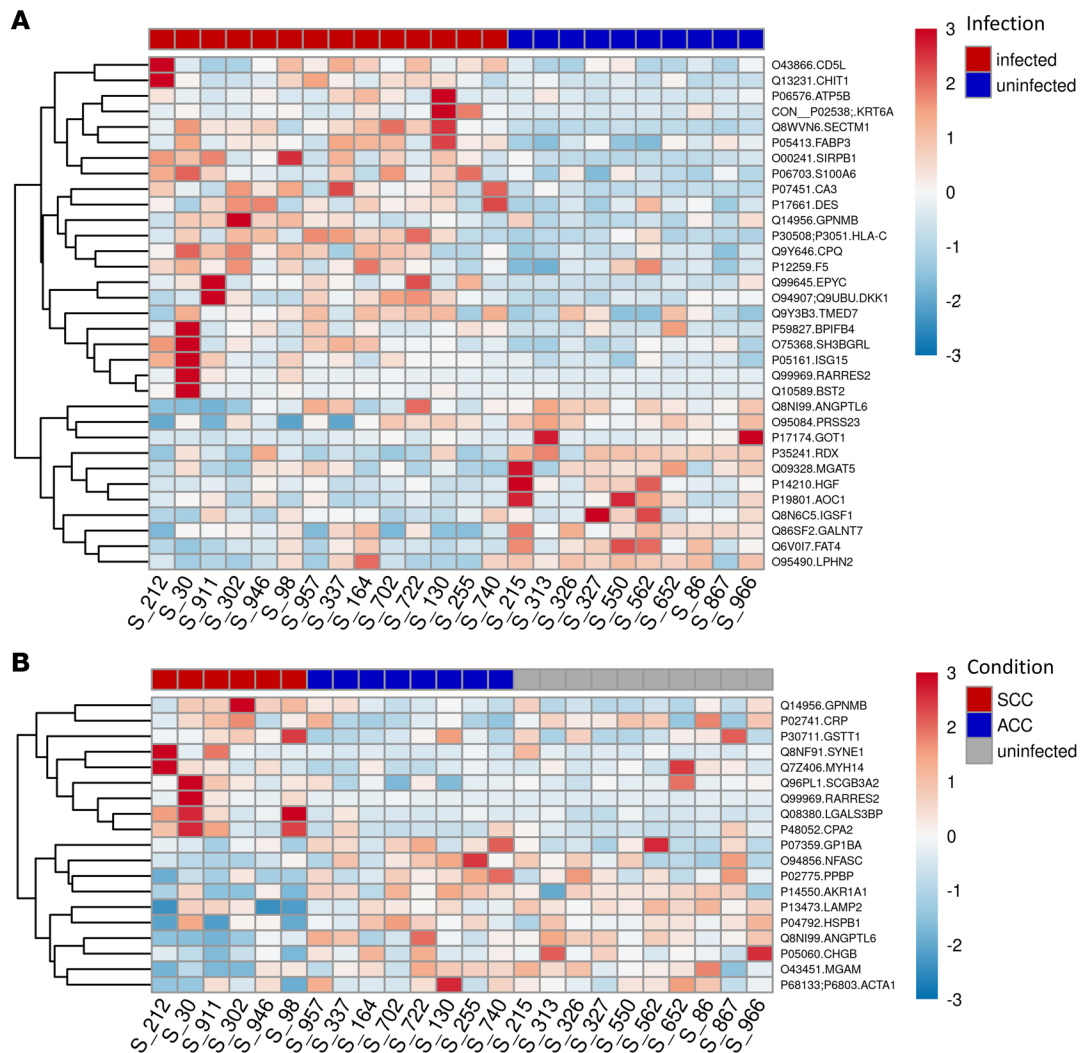 A
Infection
infected
uninfected
3
2
1
0
-1
-2
-3
O43866.CD5L
Q13231.CHIT1
P06576.ATP5B
CON__P02538;.KRT6A
Q8WVN6.SECTM1
P05413.FABP3
O00241.SIRPB1
P06703.S100A6
P07451.CA3
P17661.DES
Q14956.GPNMB
P30508;P3051.HLA-C
Q9Y646.CPQ
P12259.F5
Q99645.EPYC
O94907;Q9UBU.DKK1
Q9Y3B3.TMED7
P59827.BPIFB4
O75368.SH3BGRL
P05161.ISG15
Q99969.RARRES2
Q10589.BST2
Q8NI99.ANGPTL6
O95084.PRSS23
P17174.GOT1
P35241.RDX
Q09328.MGAT5
P14210.HGF
P19801.AOC1
Q8N6C5.IGSF1
Q86SF2.GALNT7
Q6V0I7.FAT4
O95490.LPHN2
S_212
S_30
S_911
S_302
S_946
S_98
S_957
S_337
S_164
S_702
S_722
S_130
S_255
S_740
S_215
S_313
S_326
S_327
S_550
S_562
S_652
S_86
S_867
S_966
B
Condition
SCC
ACC
uninfected
3
2
1
0
-1
-2
-3
Q14956.GPNMB
P02741.CRP
P30711.GSTT1
Q8NF91.SYNE1
Q7Z406.MYH14
Q96PL1.SCGB3A2
Q99969.RARRES2
Q08380.LGALS3BP
P48052.CPA2
P07359.GP1BA
O94856.NFASC
P02775.PPBP
P14550.AKR1A1
P13473.LAMP2
P04792.HSPB1
Q8NI99.ANGPTL6
P05060.CHGB
O43451.MGAM
P68133;P6803.ACTA1
S_212
S_30
S_911
S_302
S_946
S_98
S_957
S_337
S_164
S_702
S_722
S_130
S_255
S_740
S_215
S_313
S_326
S_327
S_550
S_562
S_652
S_86
S_867
S_966